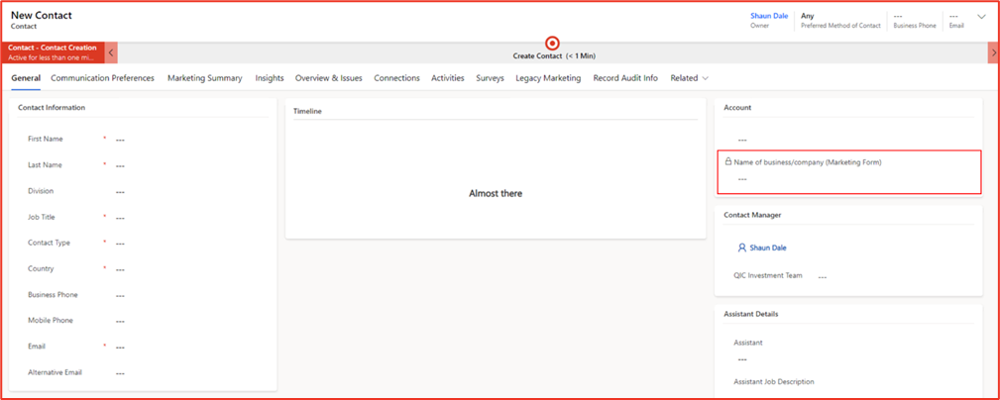 New Contact
Contact
Shaun Dale
Owner
Any
Preferred Method of Contact
---
Business Phone
---
Email
Contact - Contact Creation
Active for less than one mi...
Create Contact (< 1 Min)
General Communication Preferences Marketing Summary Insights Overview & Issues Connections Activities Surveys Legacy Marketing Record Audit Info Related
Contact Information
First Name * ---
Last Name * ---
Division ---
Job Title * ---
Contact Type * ---
Country * ---
Business Phone ---
Mobile Phone ---
Email * ---
Alternative Email ---
Timeline
Almost there
Account
---
Name of business/company (Marketing Form)
---
Contact Manager
Shaun Dale
QIC Investment Team ---
Assistant Details
Assistant
---
Assistant Job Description